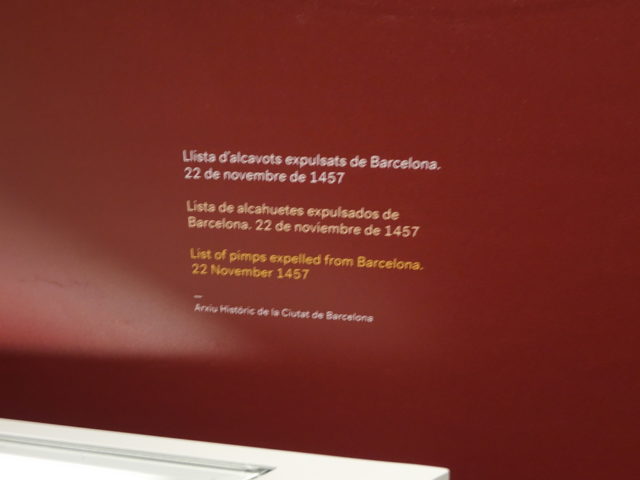 Llista d'alcavots expulsats de Barcelona.
22 de novembre de 1457
Lista de alcahuetes expulsados de
Barcelona. 22 de noviembre de 1457
List of pimps expelled from Barcelona.
22 November 1457
—
Arxiu Històric de la Ciutat de Barcelona